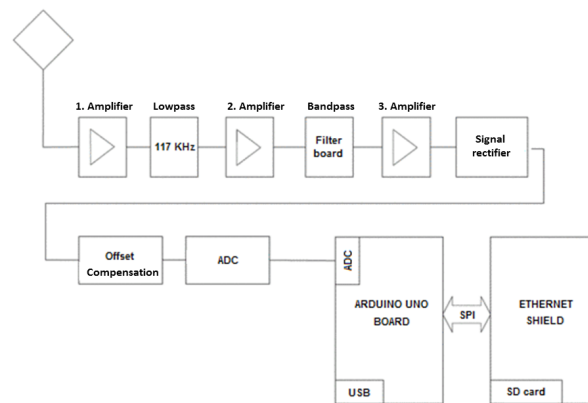 1. Amplifier
Lowpass
2. Amplifier
Bandpass
3. Amplifier
117 KHz
Filter
board
Signal
rectifier
Offset
Compensation
ADC
ADC
ARDUINO UNO
BOARD
SPI
ETHERNET
SHIELD
USB
SD card